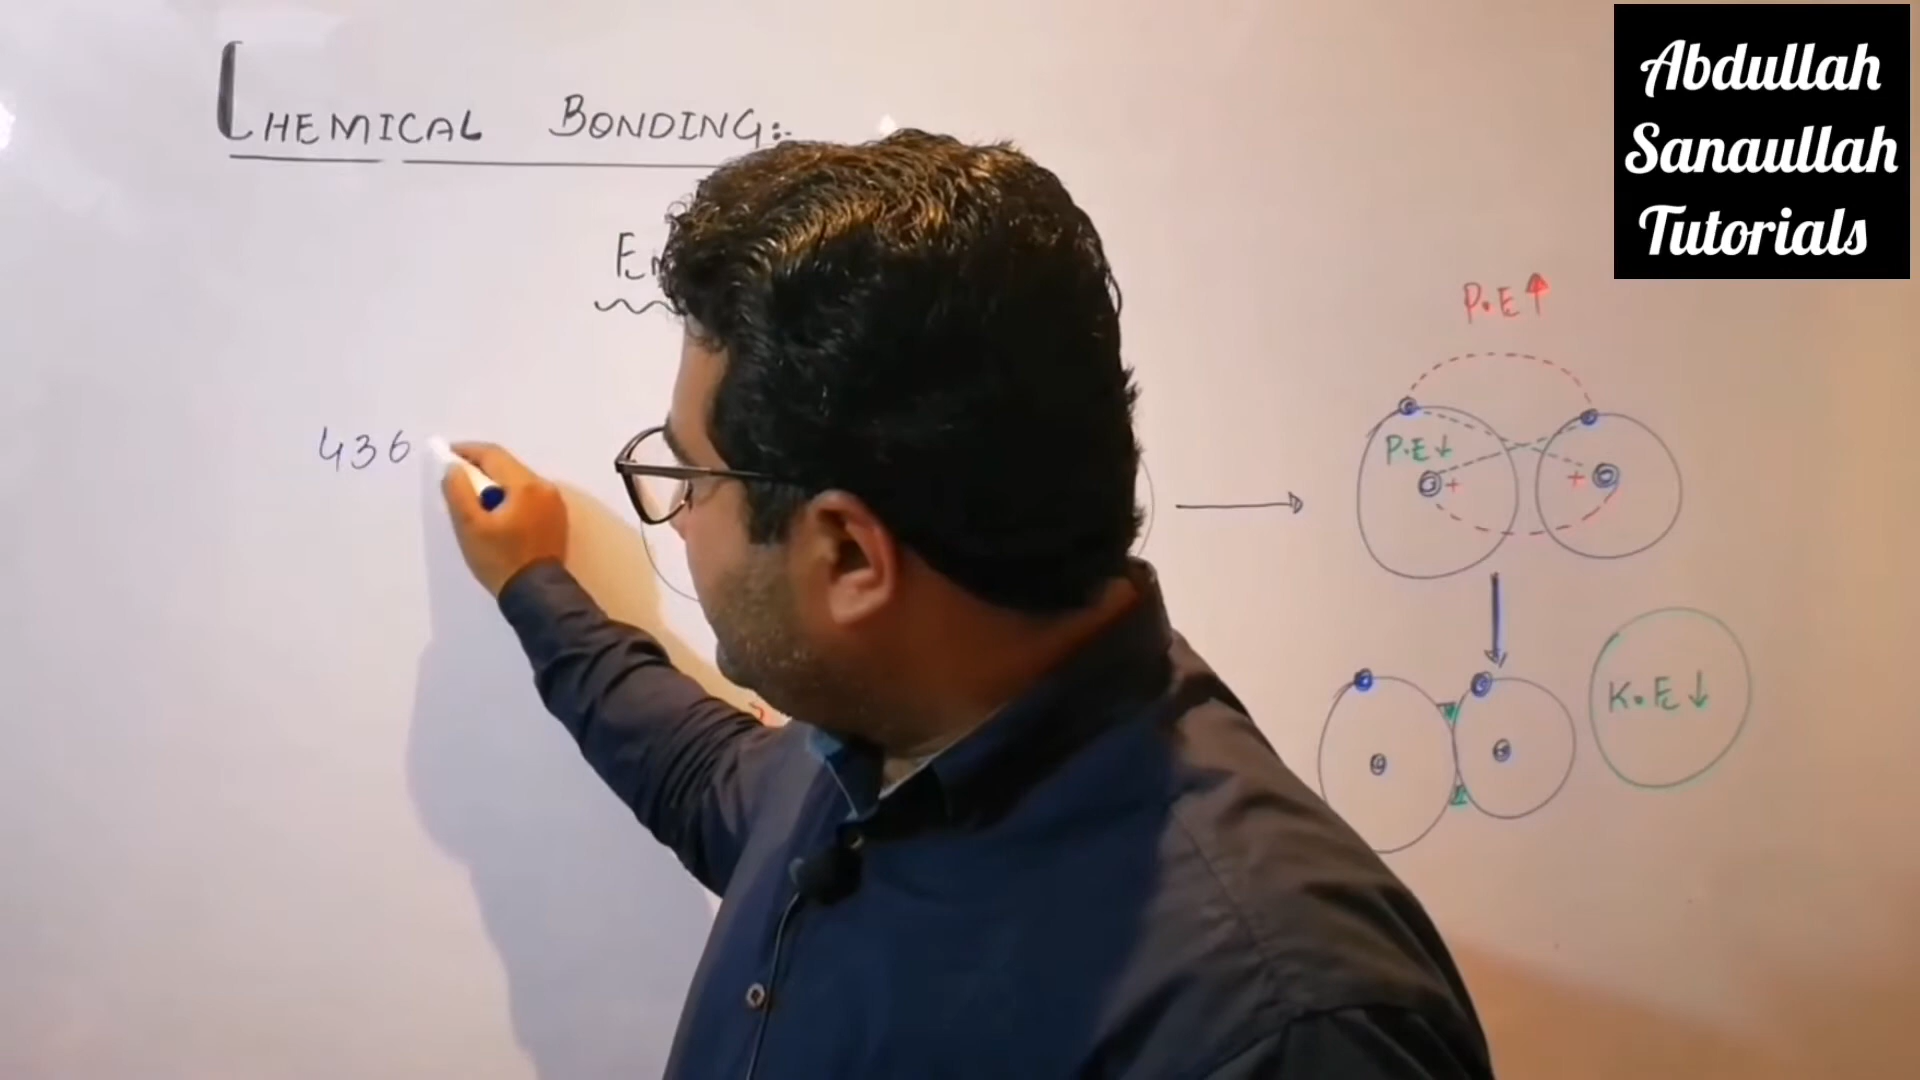 CHEMICAL BONDING:-
436
P.E↑
P.E↓
+
+
K.E↓
Abdullah
Sanaullah
Tutorials